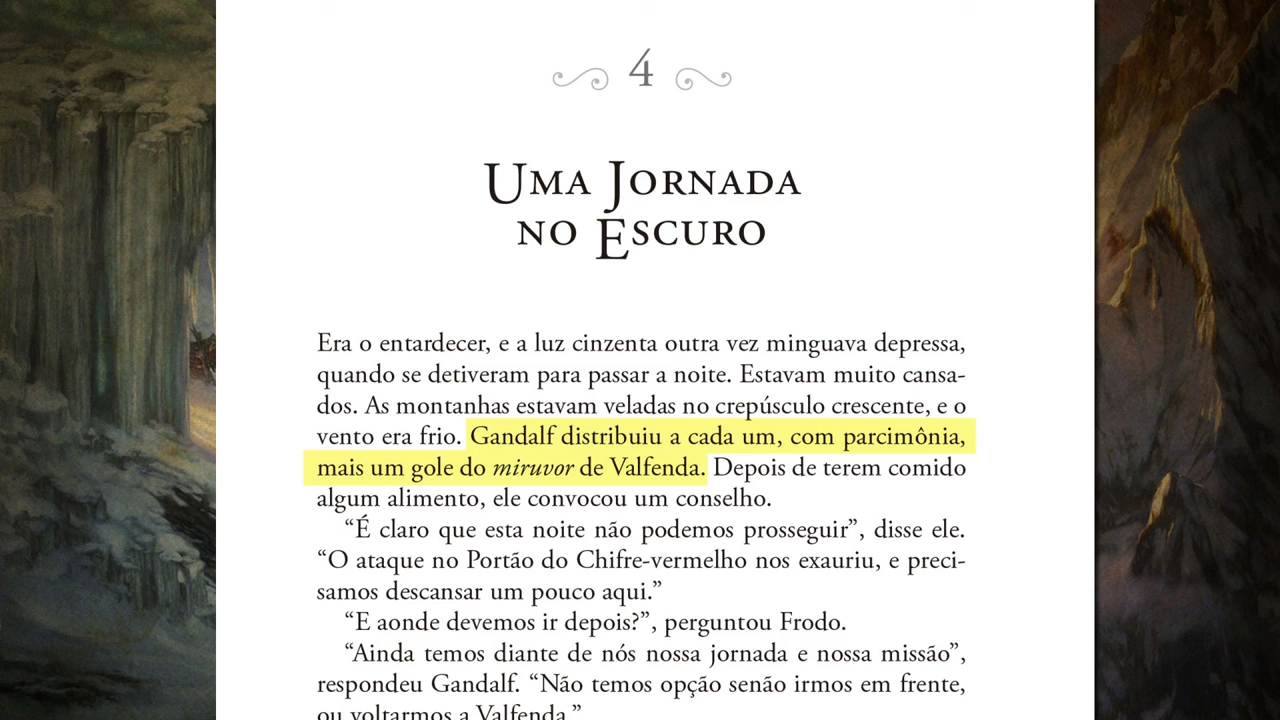 4
Uma Jornada
no Escuro
Era o entardecer, e a luz cinzenta outra vez minguava depressa,
quando se detiveram para passar a noite. Estavam muito cansa-
dos. As montanhas estavam veladas no crepúsculo crescente, e o
vento era frio. Gandalf distribuiu a cada um, com parcimônia,
mais um gole do miruvor de Valfenda. Depois de terem comido
algum alimento, ele convocou um conselho.
“É claro que esta noite não podemos prosseguir”, disse ele.
“O ataque no Portão do Chifre-vermelho nos exauriu, e preci-
samos descansar um pouco aqui.”
“E aonde devemos ir depois?”, perguntou Frodo.
“Ainda temos diante de nós nossa jornada e nossa missão”,
respondeu Gandalf. “Não temos opção senão irmos em frente,
ou voltarmos a Valfenda.”